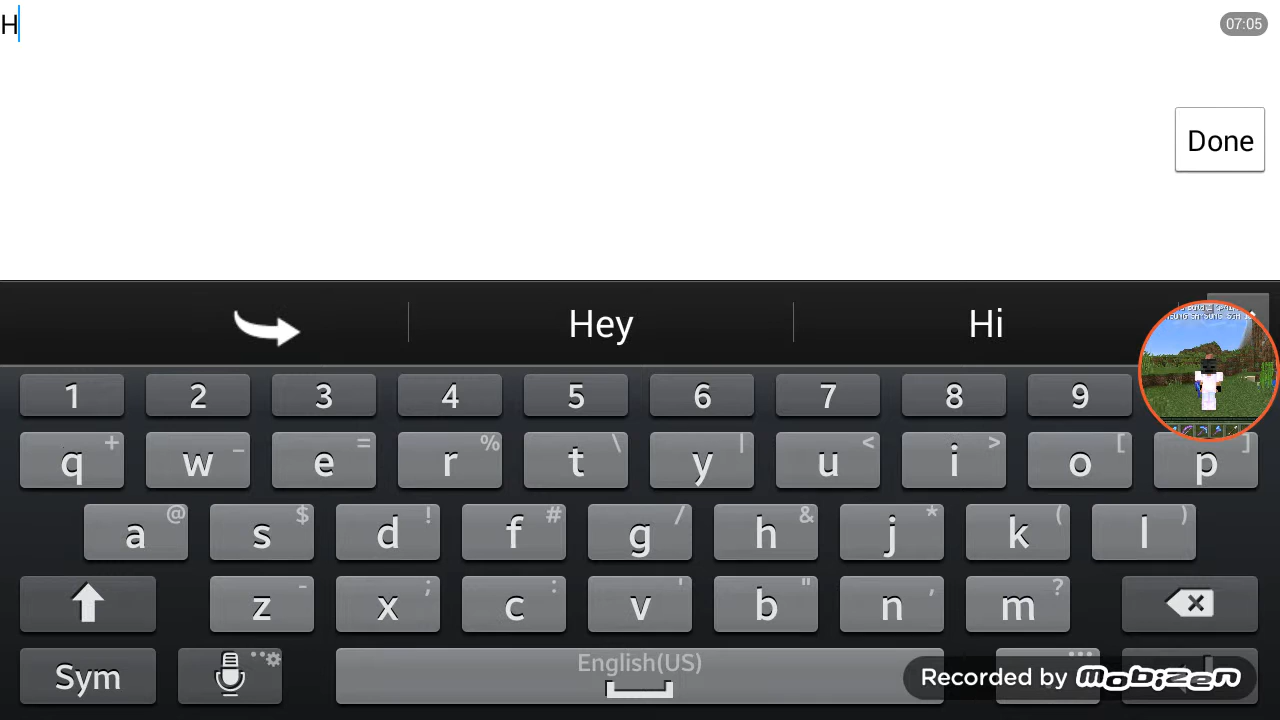 H
07:05
Done
Hey Hi
1 2 3 4 5 6 7 8 9
q + w _ e = r % t \ y | u < i > o [ p ]
a @ s $ d ! f # g / h & j * k ( l )
z - x ; c : v ' b " n , m ?
Sym English(US)
Recorded by mobizen